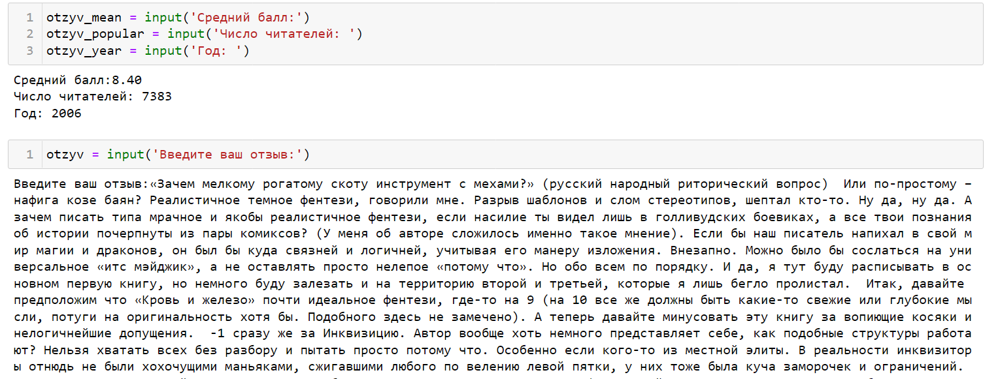 1 otzyv_mean = input('Средний балл:')
2 otzyv_popular = input('Число читателей: ')
3 otzyv_year = input('Год: ')
Средний балл:8.40
Число читателей: 7383
Год: 2006
1 otzyv = input('Введите ваш отзыв:')
Введите ваш отзыв:«Зачем мелкому рогатому скоту инструмент с мехами?» (русский народный риторический вопрос)  Или по-простому –
нафига козе баян? Реалистичное темное фентези, говорили мне. Разрыв шаблонов и слом стереотипов, шептал кто-то. Ну да, ну да. А
зачем писать типа мрачное и якобы реалистичное фентези, если насилие ты видел лишь в голливудских боевиках, а все твои познания
об истории почерпнуты из пары комиксов? (У меня об авторе сложилось именно такое мнение). Если бы наш писатель напихал в свой м
ир магии и драконов, он был бы куда связней и логичней, учитывая его манеру изложения. Внезапно. Можно было бы сослаться на уни
версальное «итс мэйджик», а не оставлять просто нелепое «потому что». Но обо всем по порядку. И да, я тут буду расписывать в ос
новном первую книгу, но немного буду залезать и на территорию второй и третьей, которые я лишь бегло пролистал.  Итак, давайте
предположим что «Кровь и железо» почти идеальное фентези, где-то на 9 (на 10 все же должны быть какие-то свежие или глубокие мы
сли, потуги на оригинальность хотя бы. Подобного здесь не замечено). А теперь давайте минусовать эту книгу за вопиющие косяки и
нелогичнейшие допущения.  -1 сразу же за Инквизицию. Автор вообще хоть немного представляет себе, как подобные структуры работа
ют? Нельзя хватать всех без разбору и пытать просто потому что. Особенно если кого-то из местной элиты. В реальности инквизитор
ы отнюдь не были хохочущими маньяками, сжигавшими любого по велению левой пятки, у них тоже была куча заморочек и ограничений.